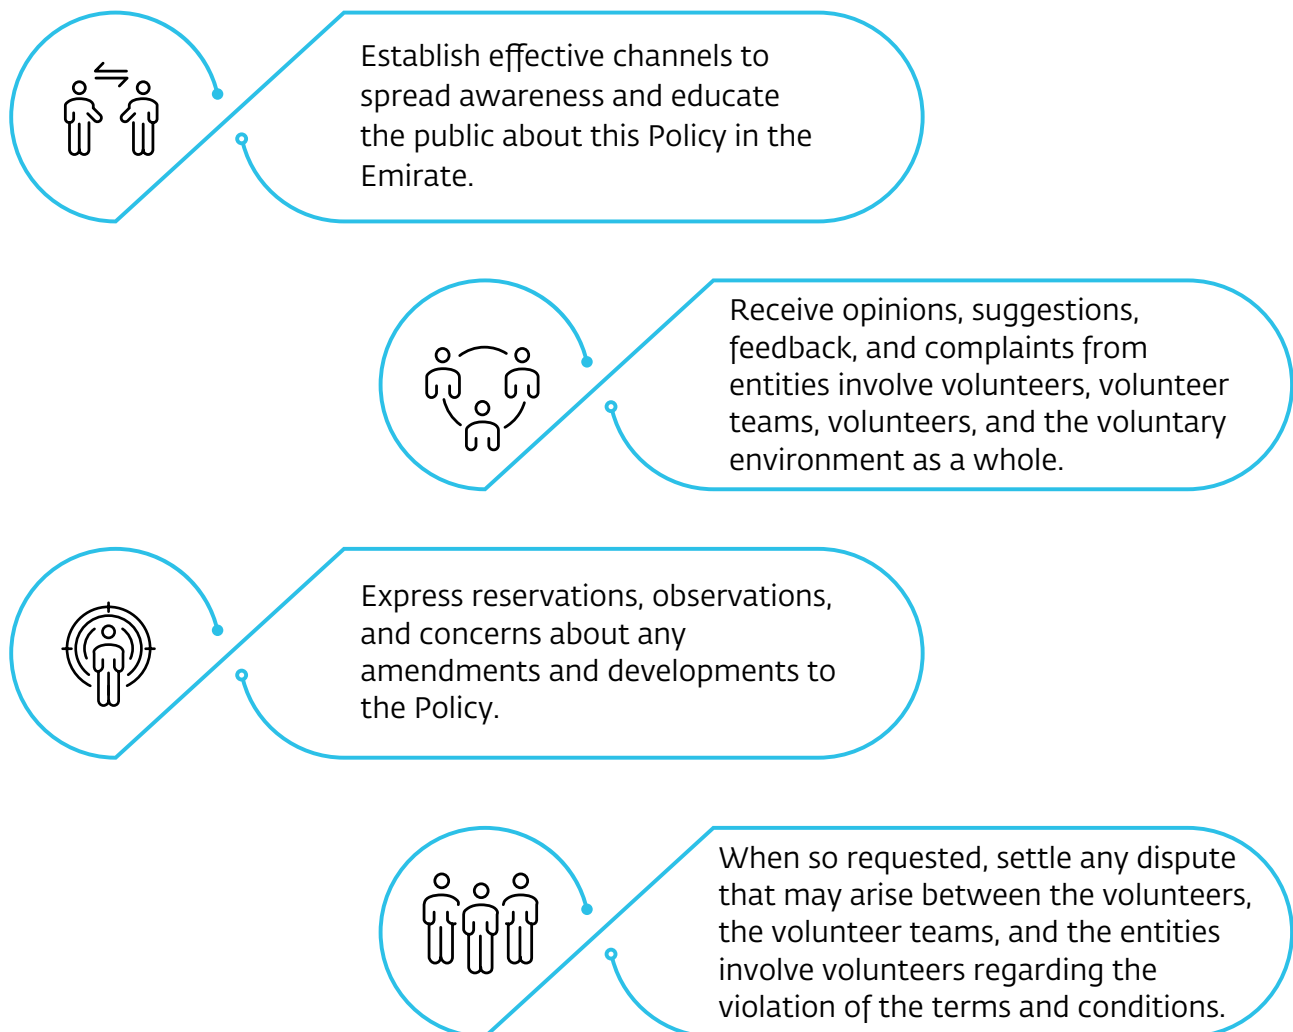 Establish effective channels to
spread awareness and educate
the public about this Policy in the
Emirate.
Receive opinions, suggestions,
feedback, and complaints from
entities involve volunteers, volunteer
teams, volunteers, and the voluntary
environment as a whole.
Express reservations, observations,
and concerns about any
amendments and developments to
the Policy.
When so requested, settle any dispute
that may arise between the volunteers,
the volunteer teams, and the entities
involve volunteers regarding the
violation of the terms and conditions.